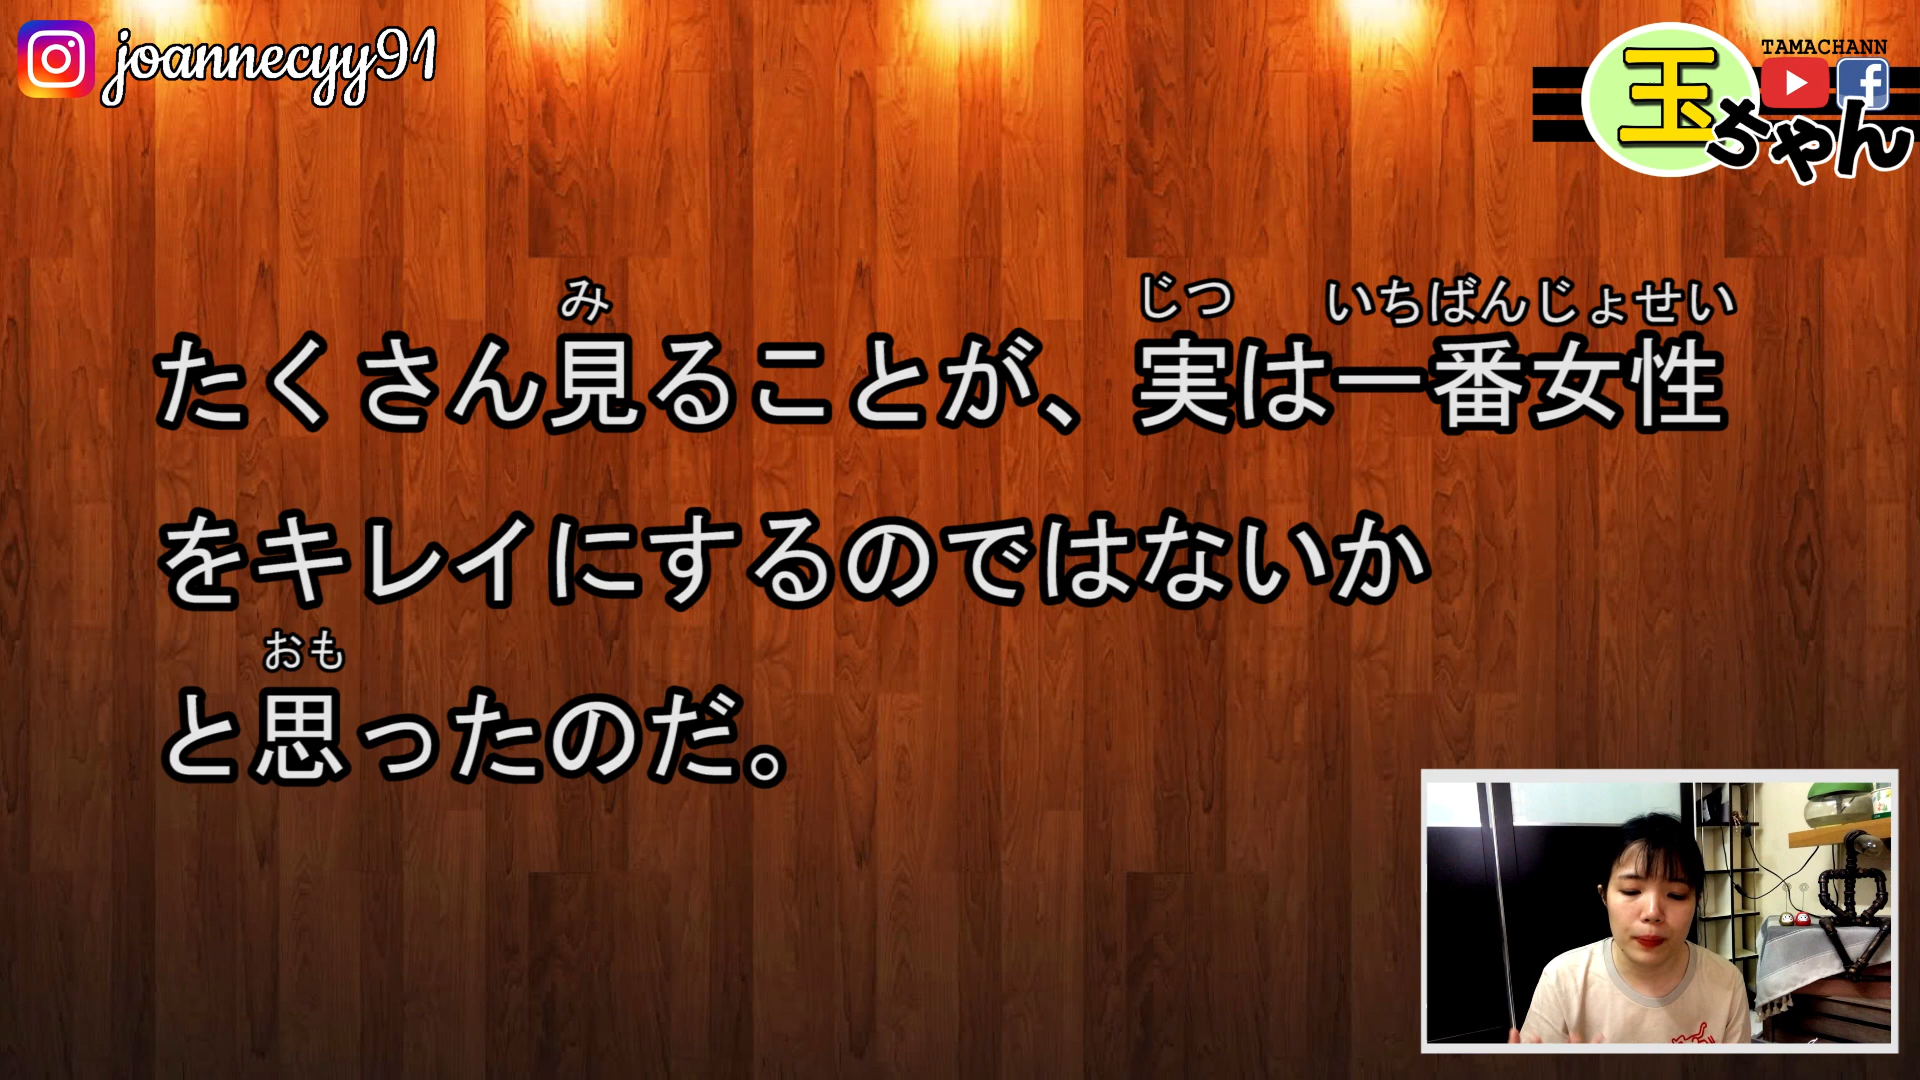 joannecyy91
TAMACHANN
玉ちゃん
み じつ いちばんじょせい
たくさん見ることが、実は一番女性
をキレイにするのではないか
おも
と思ったのだ。